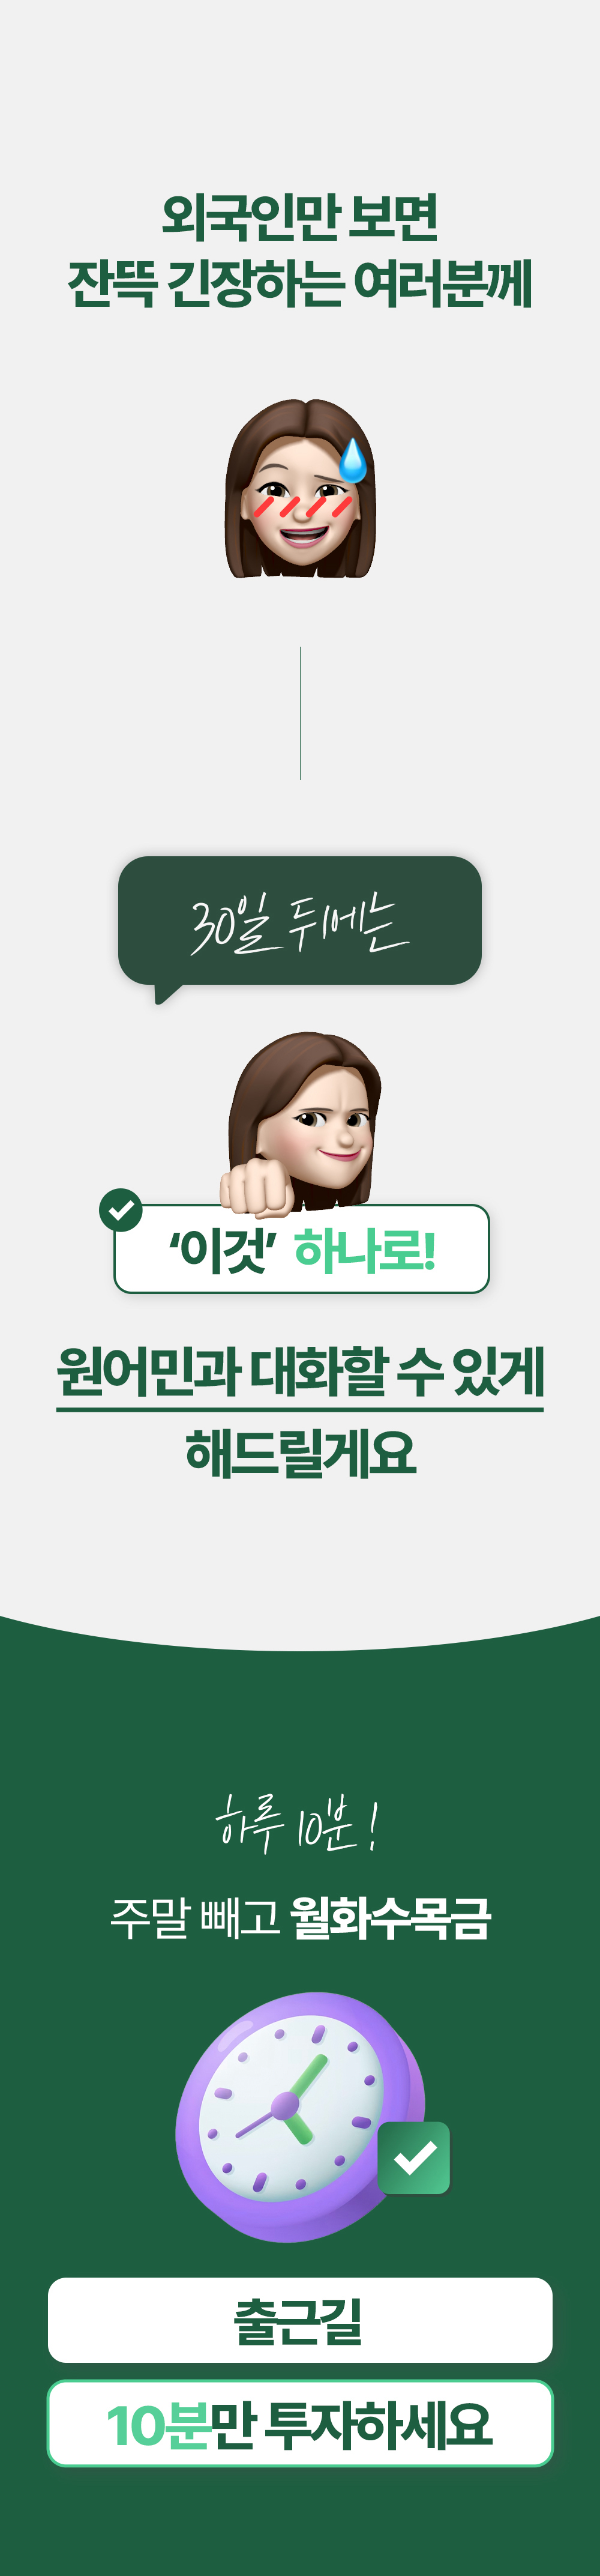 외국인만 보면
잔뜩 긴장하는 여러분께
30일 뒤에는
‘이것’ 하나로!
원어민과 대화할 수 있게
해드릴게요
하루 10분!
주말 빼고 월화수목금
출근길
10분만 투자하세요